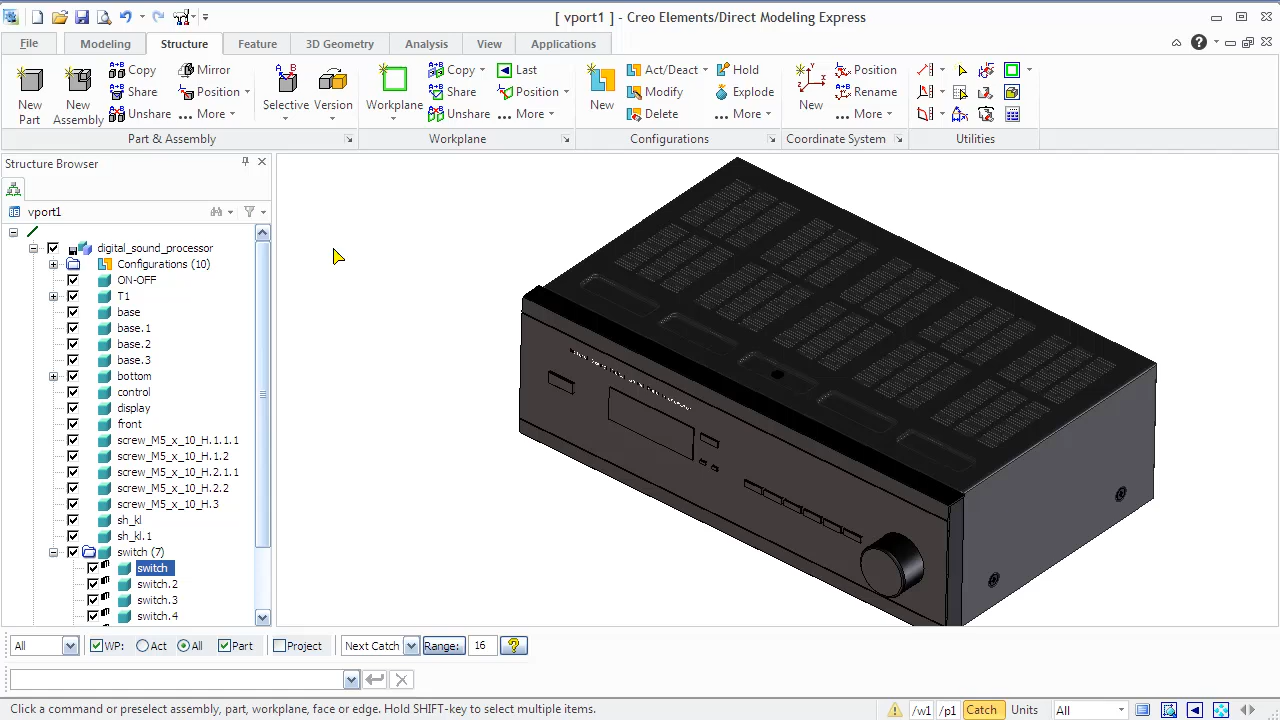 [ vport1 ] - Creo Elements/Direct Modeling Express
File Modeling Structure Feature 3D Geometry Analysis View Applications
New Part
New Assembly
Copy
Share
Unshare
Mirror
Position
... More
Selective
Version
Part & Assembly
Workplane
Copy
Share
Unshare
Last
Position
... More
Workplane
New
Act/Deact
Modify
Delete
Hold
Explode
... More
Configurations
New
Position
Rename
... More
Coordinate System
Utilities
Structure Browser
vport1
digital_sound_processor
Configurations (10)
ON-OFF
T1
base
base.1
base.2
base.3
bottom
control
display
front
screw_M5_x_10_H.1.1.1
screw_M5_x_10_H.1.2
screw_M5_x_10_H.2.1.1
screw_M5_x_10_H.2.2
screw_M5_x_10_H.3
sh_kl
sh_kl.1
switch (7)
switch
switch.2
switch.3
switch.4
All WP: Act All Part Project Next Catch Range: 16 ?
Click a command or preselect assembly, part, workplane, face or edge. Hold SHIFT-key to select multiple items.
/w1 /p1 Catch Units All